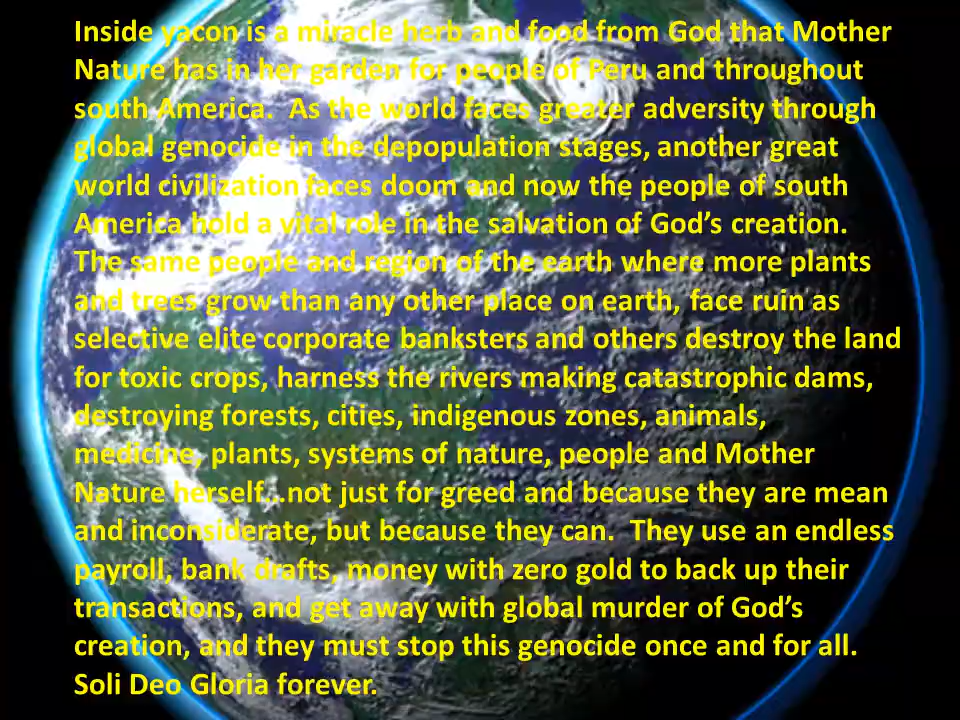 Inside yacon is a miracle herb and food from God that Mother
Nature has in her garden for people of Peru and throughout
south America.  As the world faces greater adversity through
global genocide in the depopulation stages, another great
world civilization faces doom and now the people of south
America hold a vital role in the salvation of God’s creation.
The same people and region of the earth where more plants
and trees grow than any other place on earth, face ruin as
selective elite corporate banksters and others destroy the land
for toxic crops, harness the rivers making catastrophic dams,
destroying forests, cities, indigenous zones, animals,
medicine, plants, systems of nature, people and Mother
Nature herself...not just for greed and because they are mean
and inconsiderate, but because they can.  They use an endless
payroll, bank drafts, money with zero gold to back up their
transactions, and get away with global murder of God’s
creation, and they must stop this genocide once and for all.
Soli Deo Gloria forever.